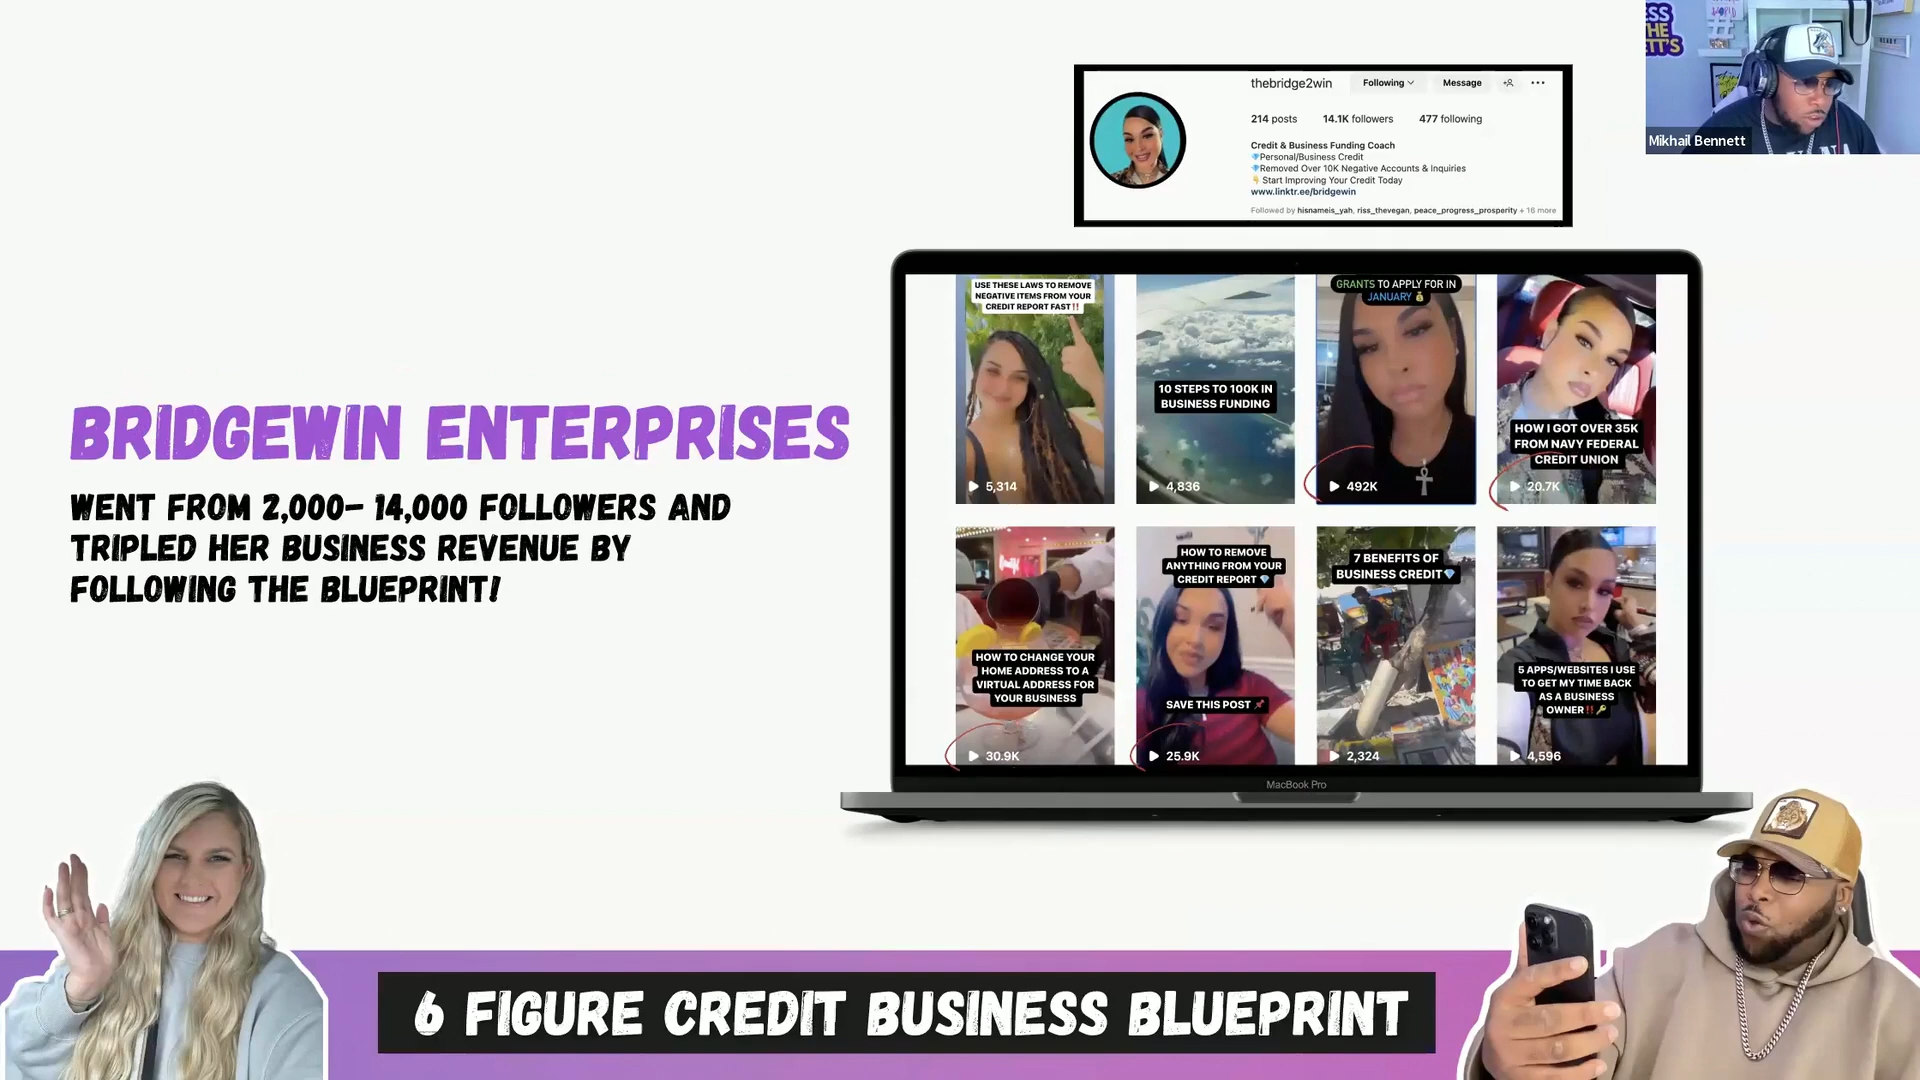 thebridge2win Following Message
214 posts 14.1K followers 477 following
Credit & Business Funding Coach
💎Personal/Business Credit
💎Removed Over 10K Negative Accounts & Inquiries
👇Start Improving Your Credit Today
www.linktr.ee/bridgewin
Followed by hisnameis_yah, riss_thevegan, peace_progress_prosperity + 16 more
Mikhail Bennett
BRIDGEWIN ENTERPRISES
WENT FROM 2,000– 14,000 FOLLOWERS AND
TRIPLED HER BUSINESS REVENUE BY
FOLLOWING THE BLUEPRINT!
USE THESE LAWS TO REMOVE
NEGATIVE ITEMS FROM YOUR
CREDIT REPORT FAST‼️
5,314
10 STEPS TO 100K IN
BUSINESS FUNDING
4,836
GRANTS TO APPLY FOR IN
JANUARY 💰
492K
HOW I GOT OVER 35K
FROM NAVY FEDERAL
CREDIT UNION
20.7K
HOW TO CHANGE YOUR
HOME ADDRESS TO A
VIRTUAL ADDRESS FOR
YOUR BUSINESS
30.9K
HOW TO REMOVE
ANYTHING FROM YOUR
CREDIT REPORT 💎
SAVE THIS POST 📌
25.9K
7 BENEFITS OF
BUSINESS CREDIT💎
2,324
5 APPS/WEBSITES I USE
TO GET MY TIME BACK
AS A BUSINESS
OWNER‼️🔑
4,596
MacBook Pro
6 FIGURE CREDIT BUSINESS BLUEPRINT